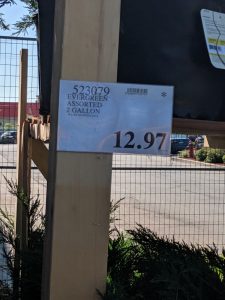 523079
EVERGREEN
ASSORTED
2 GALLON
*
12.97